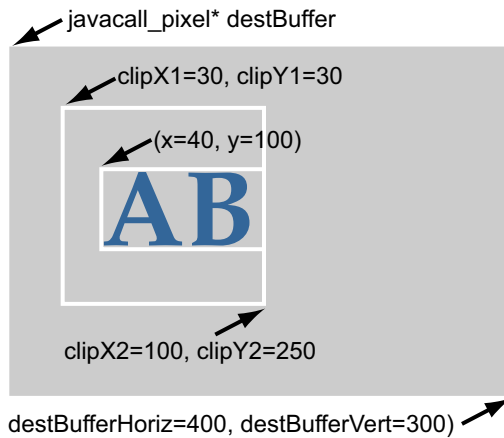 javacall_pixel* destBuffer
clipX1=30, clipY1=30
(x=40, y=100)
AB
clipX2=100, clipY2=250
destBufferHoriz=400, destBufferVert=300)